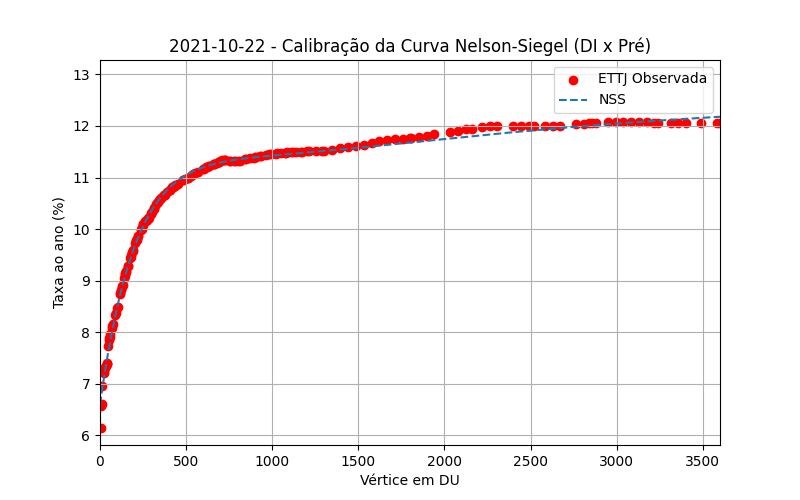 2021-10-22 - Calibração da Curva Nelson-Siegel (DI x Pré)
ETTJ Observada
NSS
Taxa ao ano (%)
13
12
11
10
9
8
7
6
0 500 1000 1500 2000 2500 3000 3500
Vértice em DU